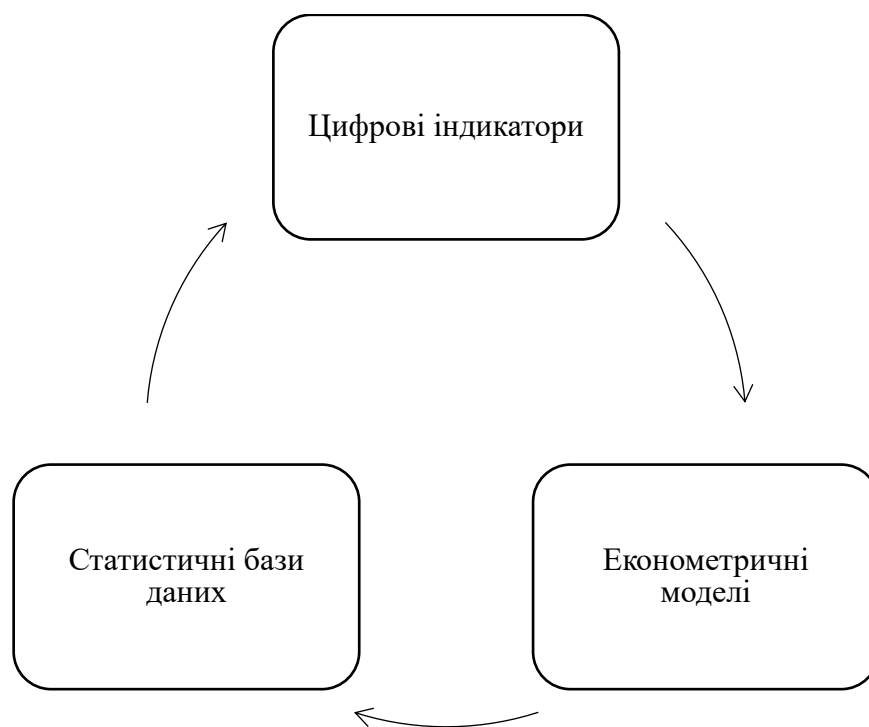 Цифрові індикатори
Статистичні бази
даних
Економетричні
моделі